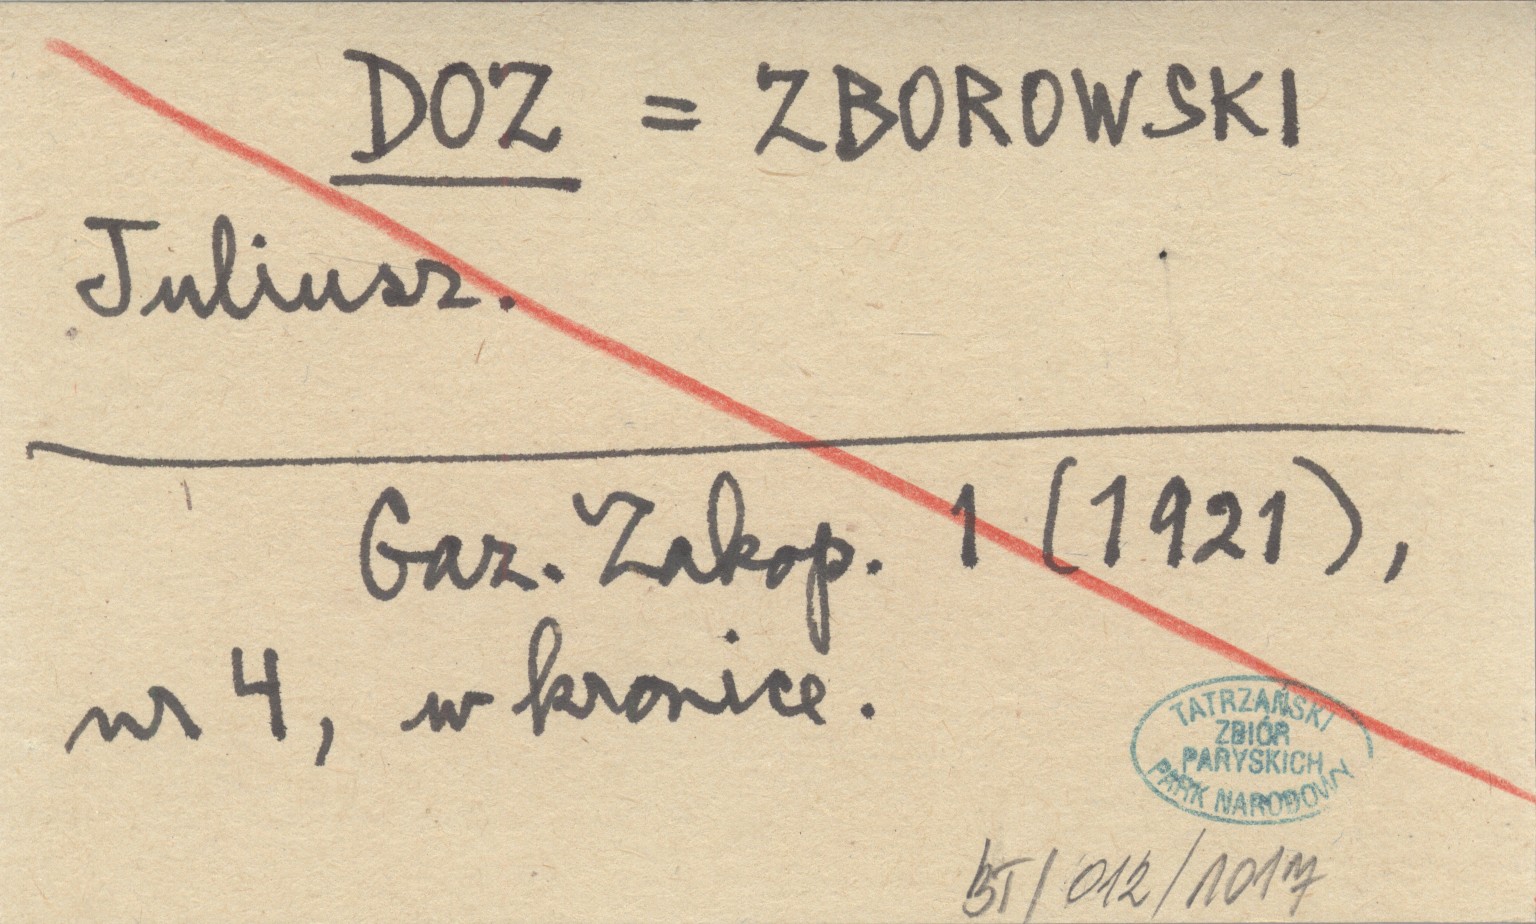 DOZ = ZBOROWSKI
Juliusz.
Gaz. Zakop. 1 (1921),
nr 4, w kronice.
TATRZAŃSKI
ZBIÓR
PARYSKICH
PARK NARODOWY
BT/012/1017